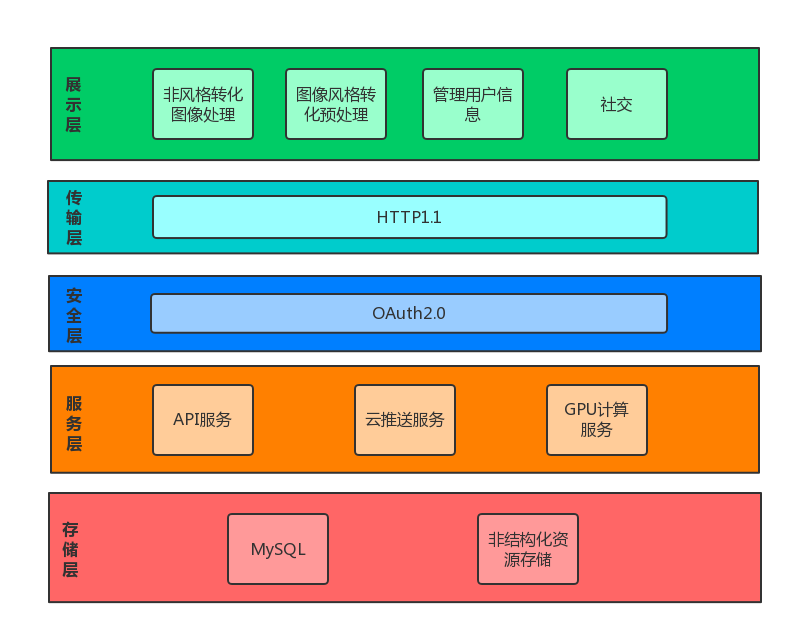 展
示
层
非风格转化
图像处理
图像风格转
化预处理
管理用户信
息
社交
传
输
层
HTTP1.1
安
全
层
OAuth2.0
服
务
层
API服务
云推送服务
GPU计算
服务
存
储
层
MySQL
非结构化资
源存储